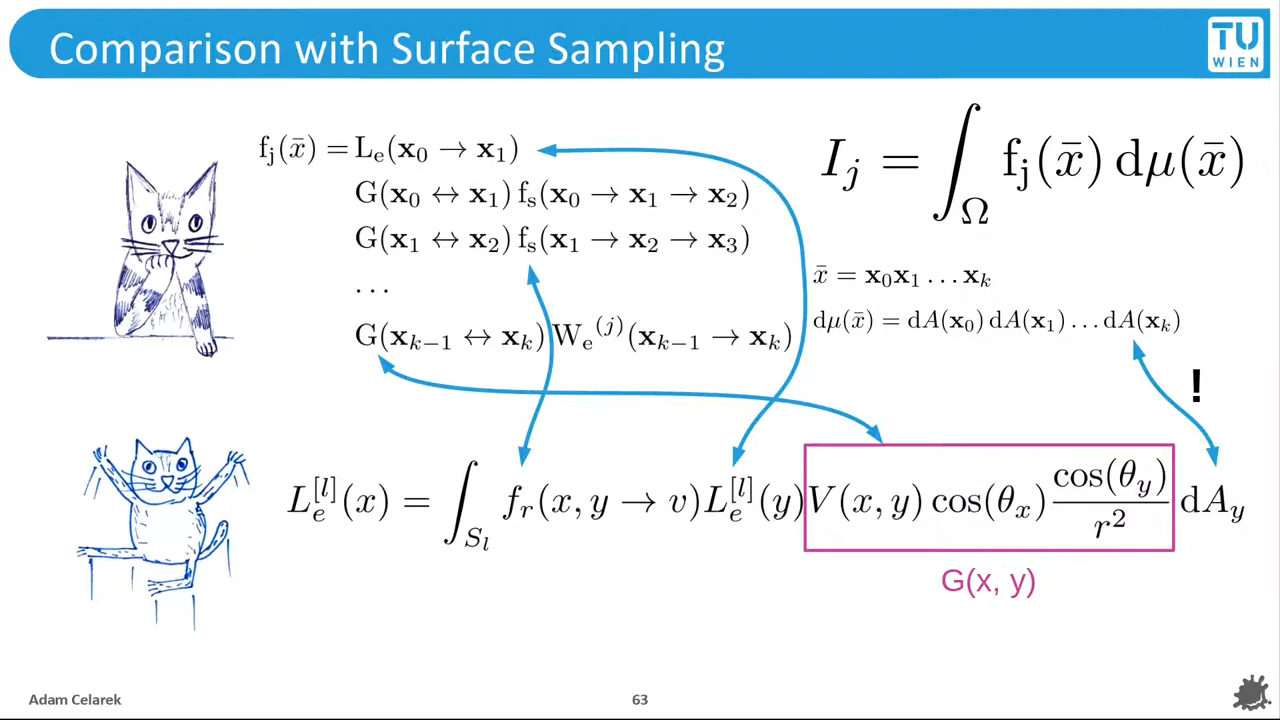 Comparison with Surface Sampling
TU
WIEN
f_j(x̄) = L_e(x_0 → x_1)
G(x_0 ↔ x_1) f_s(x_0 → x_1 → x_2)
G(x_1 ↔ x_2) f_s(x_1 → x_2 → x_3)
...
G(x_{k−1} ↔ x_k) W_e^{(j)}(x_{k−1} → x_k)
I_j = ∫_Ω f_j(x̄) dμ(x̄)
x̄ = x_0x_1 ... x_k
dμ(x̄) = dA(x_0) dA(x_1) ... dA(x_k)
!
L_e^{[l]}(x) = ∫_{S_l} f_r(x, y → v)L_e^{[l]}(y)V(x, y) cos(θ_x) cos(θ_y)/r^2 dA_y
G(x, y)
Adam Celarek
63